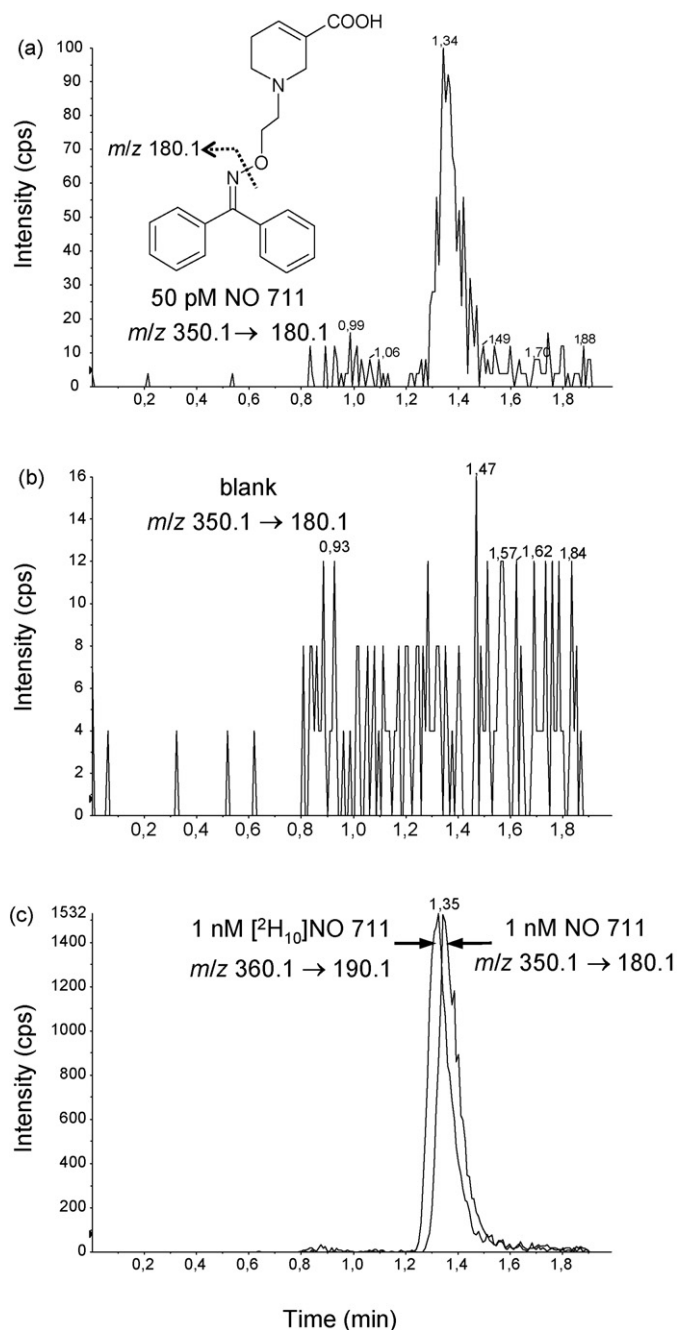 (a)
COOH
N
O
N
m/z 180.1
50 pM NO 711
m/z 350.1→ 180.1
1,34
0,99
1,06
1,49
1,70
1,88
100
90
80
70
60
50
40
30
20
10
0
Intensity (cps)
0,2 0,4 0,6 0,8 1,0 1,2 1,4 1,6 1,8
(b)
blank
m/z 350.1 → 180.1
0,93
1,47
1,57
1,62
1,84
16
14
12
10
8
6
4
2
0
Intensity (cps)
0,2 0,4 0,6 0,8 1,0 1,2 1,4 1,6 1,8
(c)
1,35
1 nM [²H₁₀]NO 711
m/z 360.1 → 190.1
1 nM NO 711
m/z 350.1 → 180.1
1532
1400
1200
1000
800
600
400
200
0
Intensity (cps)
0,2 0,4 0,6 0,8 1,0 1,2 1,4 1,6 1,8
Time (min)